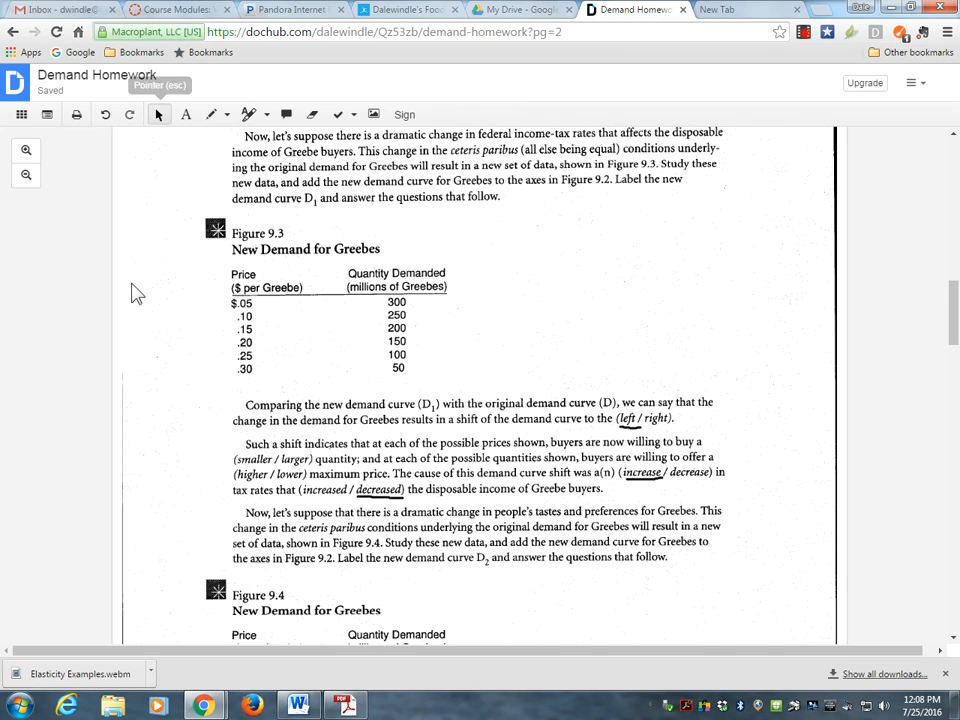 Inbox - dwindle@
Course Modules:
Pandora Internet
Dalewindle's Foo
My Drive - Google
Demand Homewo
New Tab
Dale
Macroplant, LLC [US]
https://dochub.com/dalewindle/Qz53zb/demand-homework?pg=2
Apps
Google
Bookmarks
Bookmarks
Other bookmarks
Demand Homework
Saved
Pointer (esc)
Upgrade
Sign
Now, let's suppose there is a dramatic change in federal income-tax rates that affects the disposable
income of Greebe buyers. This change in the ceteris paribus (all else being equal) conditions underly-
ing the original demand for Greebes will result in a new set of data, shown in Figure 9.3. Study these
new data, and add the new demand curve for Greebes to the axes in Figure 9.2. Label the new
demand curve D1 and answer the questions that follow.
Figure 9.3
New Demand for Greebes
Price Quantity Demanded
($ per Greebe) (millions of Greebes)
$.05 300
.10 250
.15 200
.20 150
.25 100
.30 50
Comparing the new demand curve (D1) with the original demand curve (D), we can say that the
change in the demand for Greebes results in a shift of the demand curve to the (left / right).
Such a shift indicates that at each of the possible prices shown, buyers are now willing to buy a
(smaller / larger) quantity; and at each of the possible quantities shown, buyers are willing to offer a
(higher / lower) maximum price. The cause of this demand curve shift was a(n) (increase / decrease) in
tax rates that (increased / decreased) the disposable income of Greebe buyers.
Now, let's suppose that there is a dramatic change in people's tastes and preferences for Greebes. This
change in the ceteris paribus conditions underlying the original demand for Greebes will result in a new
set of data, shown in Figure 9.4. Study these new data, and add the new demand curve for Greebes to
the axes in Figure 9.2. Label the new demand curve D2 and answer the questions that follow.
Figure 9.4
New Demand for Greebes
Price Quantity Demanded
Elasticity Examples.webm
Show all downloads...
12:08 PM
7/25/2016